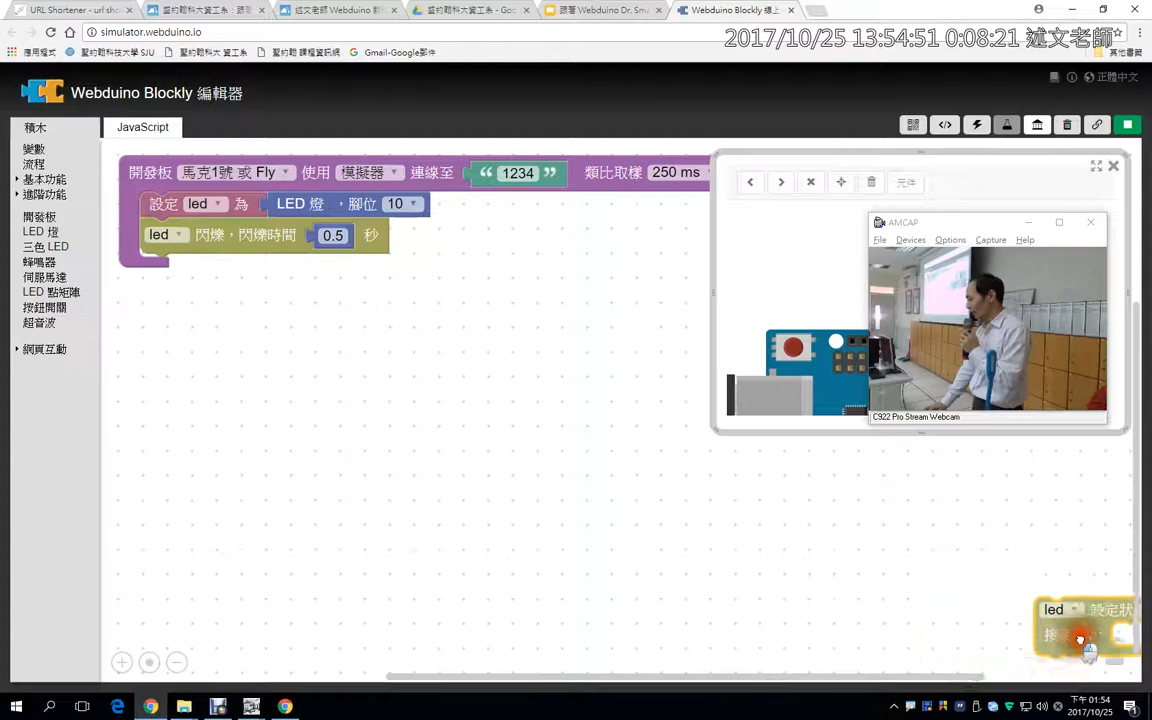 URL Shortener - url sho
聖約翰科大資工系：跟著
述文老師 Webduino 教
聖約翰科大資工系 - Goo
跟著 Webduino Dr. Smy
Webduino Blockly 線上
simulator.webduino.io
2017/10/25 13:54:51 0:08:21 述文老師
應用程式
聖約翰科技大學 SJU
聖約翰科大 資工系
聖約翰 課程資訊網
Gmail-Google郵件
其他書籤
Webduino Blockly 編輯器
正體中文
積木
JavaScript
變數
流程
基本功能
進階功能
開發板
LED 燈
三色 LED
蜂鳴器
伺服馬達
LED 點矩陣
按鈕開關
超音波
網頁互動
開發板 馬克1號 或 Fly 使用 模擬器 連線至 “ 1234 ” 類比取樣 250 ms
設定 led 為 LED 燈 ，腳位 10
led 閃爍，閃爍時間 0.5 秒
元件
AMCAP
File Devices Options Capture Help
C922 Pro Stream Webcam
led 設定狀
下午 01:54
2017/10/25